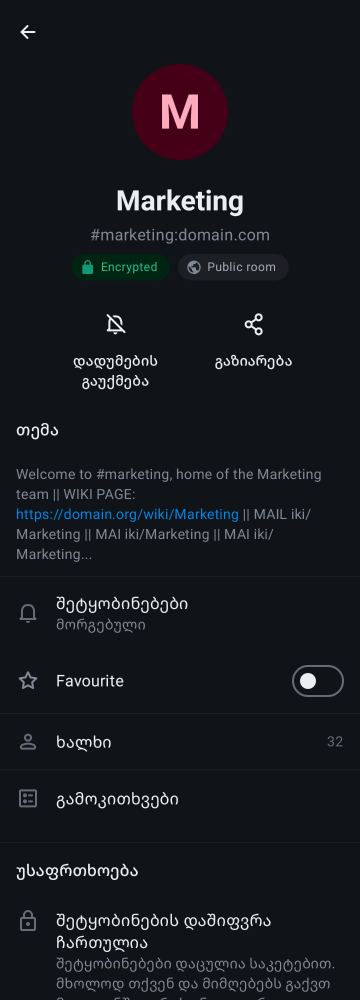 M
Marketing
#marketing:domain.com
Encrypted
Public room
დადუმების
გაუქმება
გაზიარება
თემა
Welcome to #marketing, home of the Marketing
team || WIKI PAGE:
https://domain.org/wiki/Marketing || MAIL iki/
Marketing || MAI iki/Marketing || MAI iki/
Marketing...
შეტყობინებები
მორგებული
Favourite
ხალხი
32
გამოკითხვები
უსაფრთხოება
შეტყობინების დაშიფვრა
ჩართულია
შეტყობინებები დაცულია საკეტებით.
მხოლოდ თქვენ და მიმღებებს გაქვთ